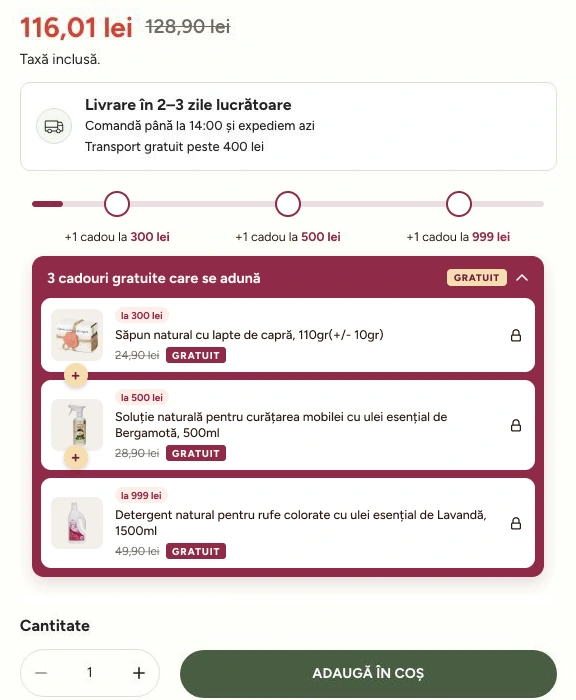 116,01 lei 128,90 lei
Taxă inclusă.
Livrare în 2–3 zile lucrătoare
Comandă până la 14:00 și expediem azi
Transport gratuit peste 400 lei
+1 cadou la 300 lei +1 cadou la 500 lei +1 cadou la 999 lei
3 cadouri gratuite care se adună GRATUIT
la 300 lei
Săpun natural cu lapte de capră, 110gr(+/- 10gr)
24,90 lei GRATUIT
+
la 500 lei
Soluție naturală pentru curățarea mobilei cu ulei esențial de
Bergamotă, 500ml
28,90 lei GRATUIT
+
la 999 lei
Detergent natural pentru rufe colorate cu ulei esențial de Lavandă,
1500ml
49,90 lei GRATUIT
Cantitate
− 1 + ADAUGĂ ÎN COȘ